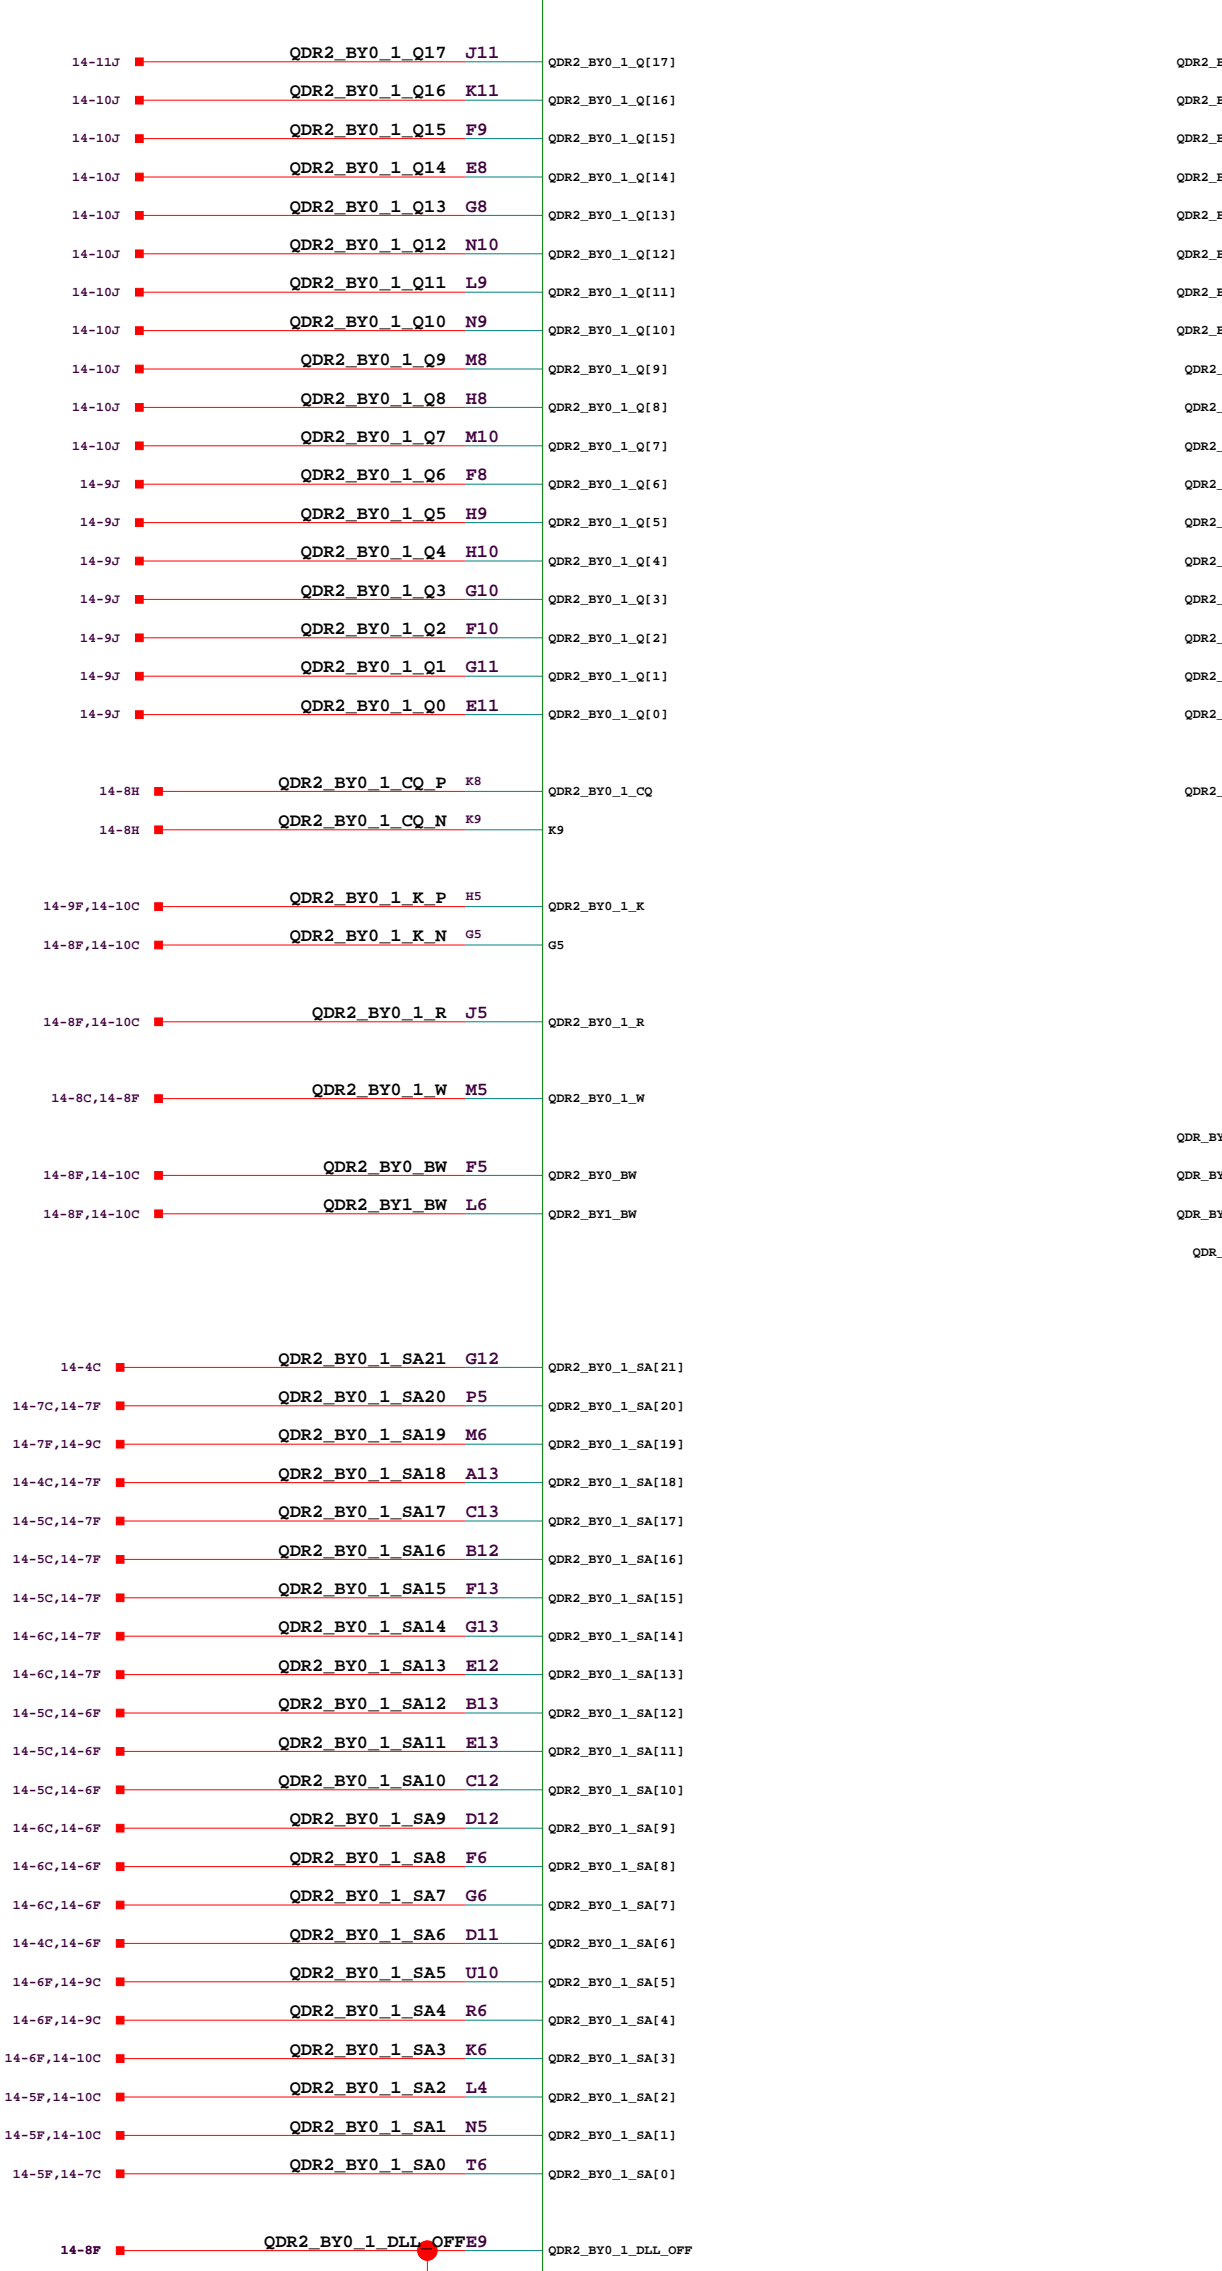 14-11J QDR2_BY0_1_Q17 J11 QDR2_BY0_1_Q[17]
14-10J QDR2_BY0_1_Q16 K11 QDR2_BY0_1_Q[16]
14-10J QDR2_BY0_1_Q15 F9 QDR2_BY0_1_Q[15]
14-10J QDR2_BY0_1_Q14 E8 QDR2_BY0_1_Q[14]
14-10J QDR2_BY0_1_Q13 G8 QDR2_BY0_1_Q[13]
14-10J QDR2_BY0_1_Q12 N10 QDR2_BY0_1_Q[12]
14-10J QDR2_BY0_1_Q11 L9 QDR2_BY0_1_Q[11]
14-10J QDR2_BY0_1_Q10 N9 QDR2_BY0_1_Q[10]
14-10J QDR2_BY0_1_Q9 M8 QDR2_BY0_1_Q[9] QDR2_
14-10J QDR2_BY0_1_Q8 H8 QDR2_BY0_1_Q[8] QDR2_
14-10J QDR2_BY0_1_Q7 M10 QDR2_BY0_1_Q[7] QDR2_
14-9J QDR2_BY0_1_Q6 F8 QDR2_BY0_1_Q[6] QDR2_
14-9J QDR2_BY0_1_Q5 H9 QDR2_BY0_1_Q[5] QDR2_
14-9J QDR2_BY0_1_Q4 H10 QDR2_BY0_1_Q[4] QDR2_
14-9J QDR2_BY0_1_Q3 G10 QDR2_BY0_1_Q[3] QDR2_
14-9J QDR2_BY0_1_Q2 F10 QDR2_BY0_1_Q[2] QDR2_
14-9J QDR2_BY0_1_Q1 G11 QDR2_BY0_1_Q[1] QDR2_
14-9J QDR2_BY0_1_Q0 E11 QDR2_BY0_1_Q[0] QDR2_
14-8H QDR2_BY0_1_CQ_P K8 QDR2_BY0_1_CQ QDR2_
14-8H QDR2_BY0_1_CQ_N K9 K9
14-9F,14-10C QDR2_BY0_1_K_P H5 QDR2_BY0_1_K
14-8F,14-10C QDR2_BY0_1_K_N G5 G5
14-8F,14-10C QDR2_BY0_1_R J5 QDR2_BY0_1_R
14-8C,14-8F QDR2_BY0_1_W M5 QDR2_BY0_1_W
QDR_BY
14-8F,14-10C QDR2_BY0_BW F5 QDR2_BY0_BW QDR_BY
14-8F,14-10C QDR2_BY1_BW L6 QDR2_BY1_BW QDR_BY
QDR_
14-4C QDR2_BY0_1_SA21 G12 QDR2_BY0_1_SA[21]
14-7C,14-7F QDR2_BY0_1_SA20 P5 QDR2_BY0_1_SA[20]
14-7F,14-9C QDR2_BY0_1_SA19 M6 QDR2_BY0_1_SA[19]
14-4C,14-7F QDR2_BY0_1_SA18 A13 QDR2_BY0_1_SA[18]
14-5C,14-7F QDR2_BY0_1_SA17 C13 QDR2_BY0_1_SA[17]
14-5C,14-7F QDR2_BY0_1_SA16 B12 QDR2_BY0_1_SA[16]
14-5C,14-7F QDR2_BY0_1_SA15 F13 QDR2_BY0_1_SA[15]
14-6C,14-7F QDR2_BY0_1_SA14 G13 QDR2_BY0_1_SA[14]
14-6C,14-7F QDR2_BY0_1_SA13 E12 QDR2_BY0_1_SA[13]
14-5C,14-6F QDR2_BY0_1_SA12 B13 QDR2_BY0_1_SA[12]
14-5C,14-6F QDR2_BY0_1_SA11 E13 QDR2_BY0_1_SA[11]
14-5C,14-6F QDR2_BY0_1_SA10 C12 QDR2_BY0_1_SA[10]
14-6C,14-6F QDR2_BY0_1_SA9 D12 QDR2_BY0_1_SA[9]
14-6C,14-6F QDR2_BY0_1_SA8 F6 QDR2_BY0_1_SA[8]
14-6C,14-6F QDR2_BY0_1_SA7 G6 QDR2_BY0_1_SA[7]
14-4C,14-6F QDR2_BY0_1_SA6 D11 QDR2_BY0_1_SA[6]
14-6F,14-9C QDR2_BY0_1_SA5 U10 QDR2_BY0_1_SA[5]
14-6F,14-9C QDR2_BY0_1_SA4 R6 QDR2_BY0_1_SA[4]
14-6F,14-10C QDR2_BY0_1_SA3 K6 QDR2_BY0_1_SA[3]
14-5F,14-10C QDR2_BY0_1_SA2 L4 QDR2_BY0_1_SA[2]
14-5F,14-10C QDR2_BY0_1_SA1 N5 QDR2_BY0_1_SA[1]
14-5F,14-7C QDR2_BY0_1_SA0 T6 QDR2_BY0_1_SA[0]
14-8F QDR2_BY0_1_DLL_OFF E9 QDR2_BY0_1_DLL_OFF